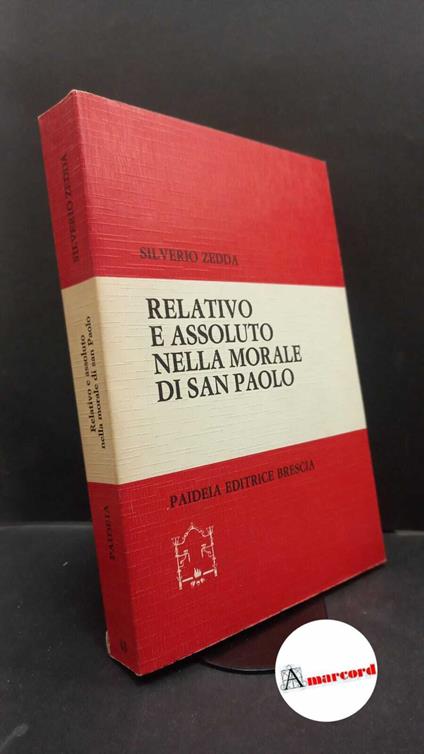 SILVERIO ZEDDA
RELATIVO
E ASSOLUTO
NELLA MORALE
DI SAN PAOLO
PAIDEIA EDITRICE BRESCIA
SILVERIO ZEDDA
Relativo e assoluto
nella morale di san Paolo
PAIDEIA
Amarcord